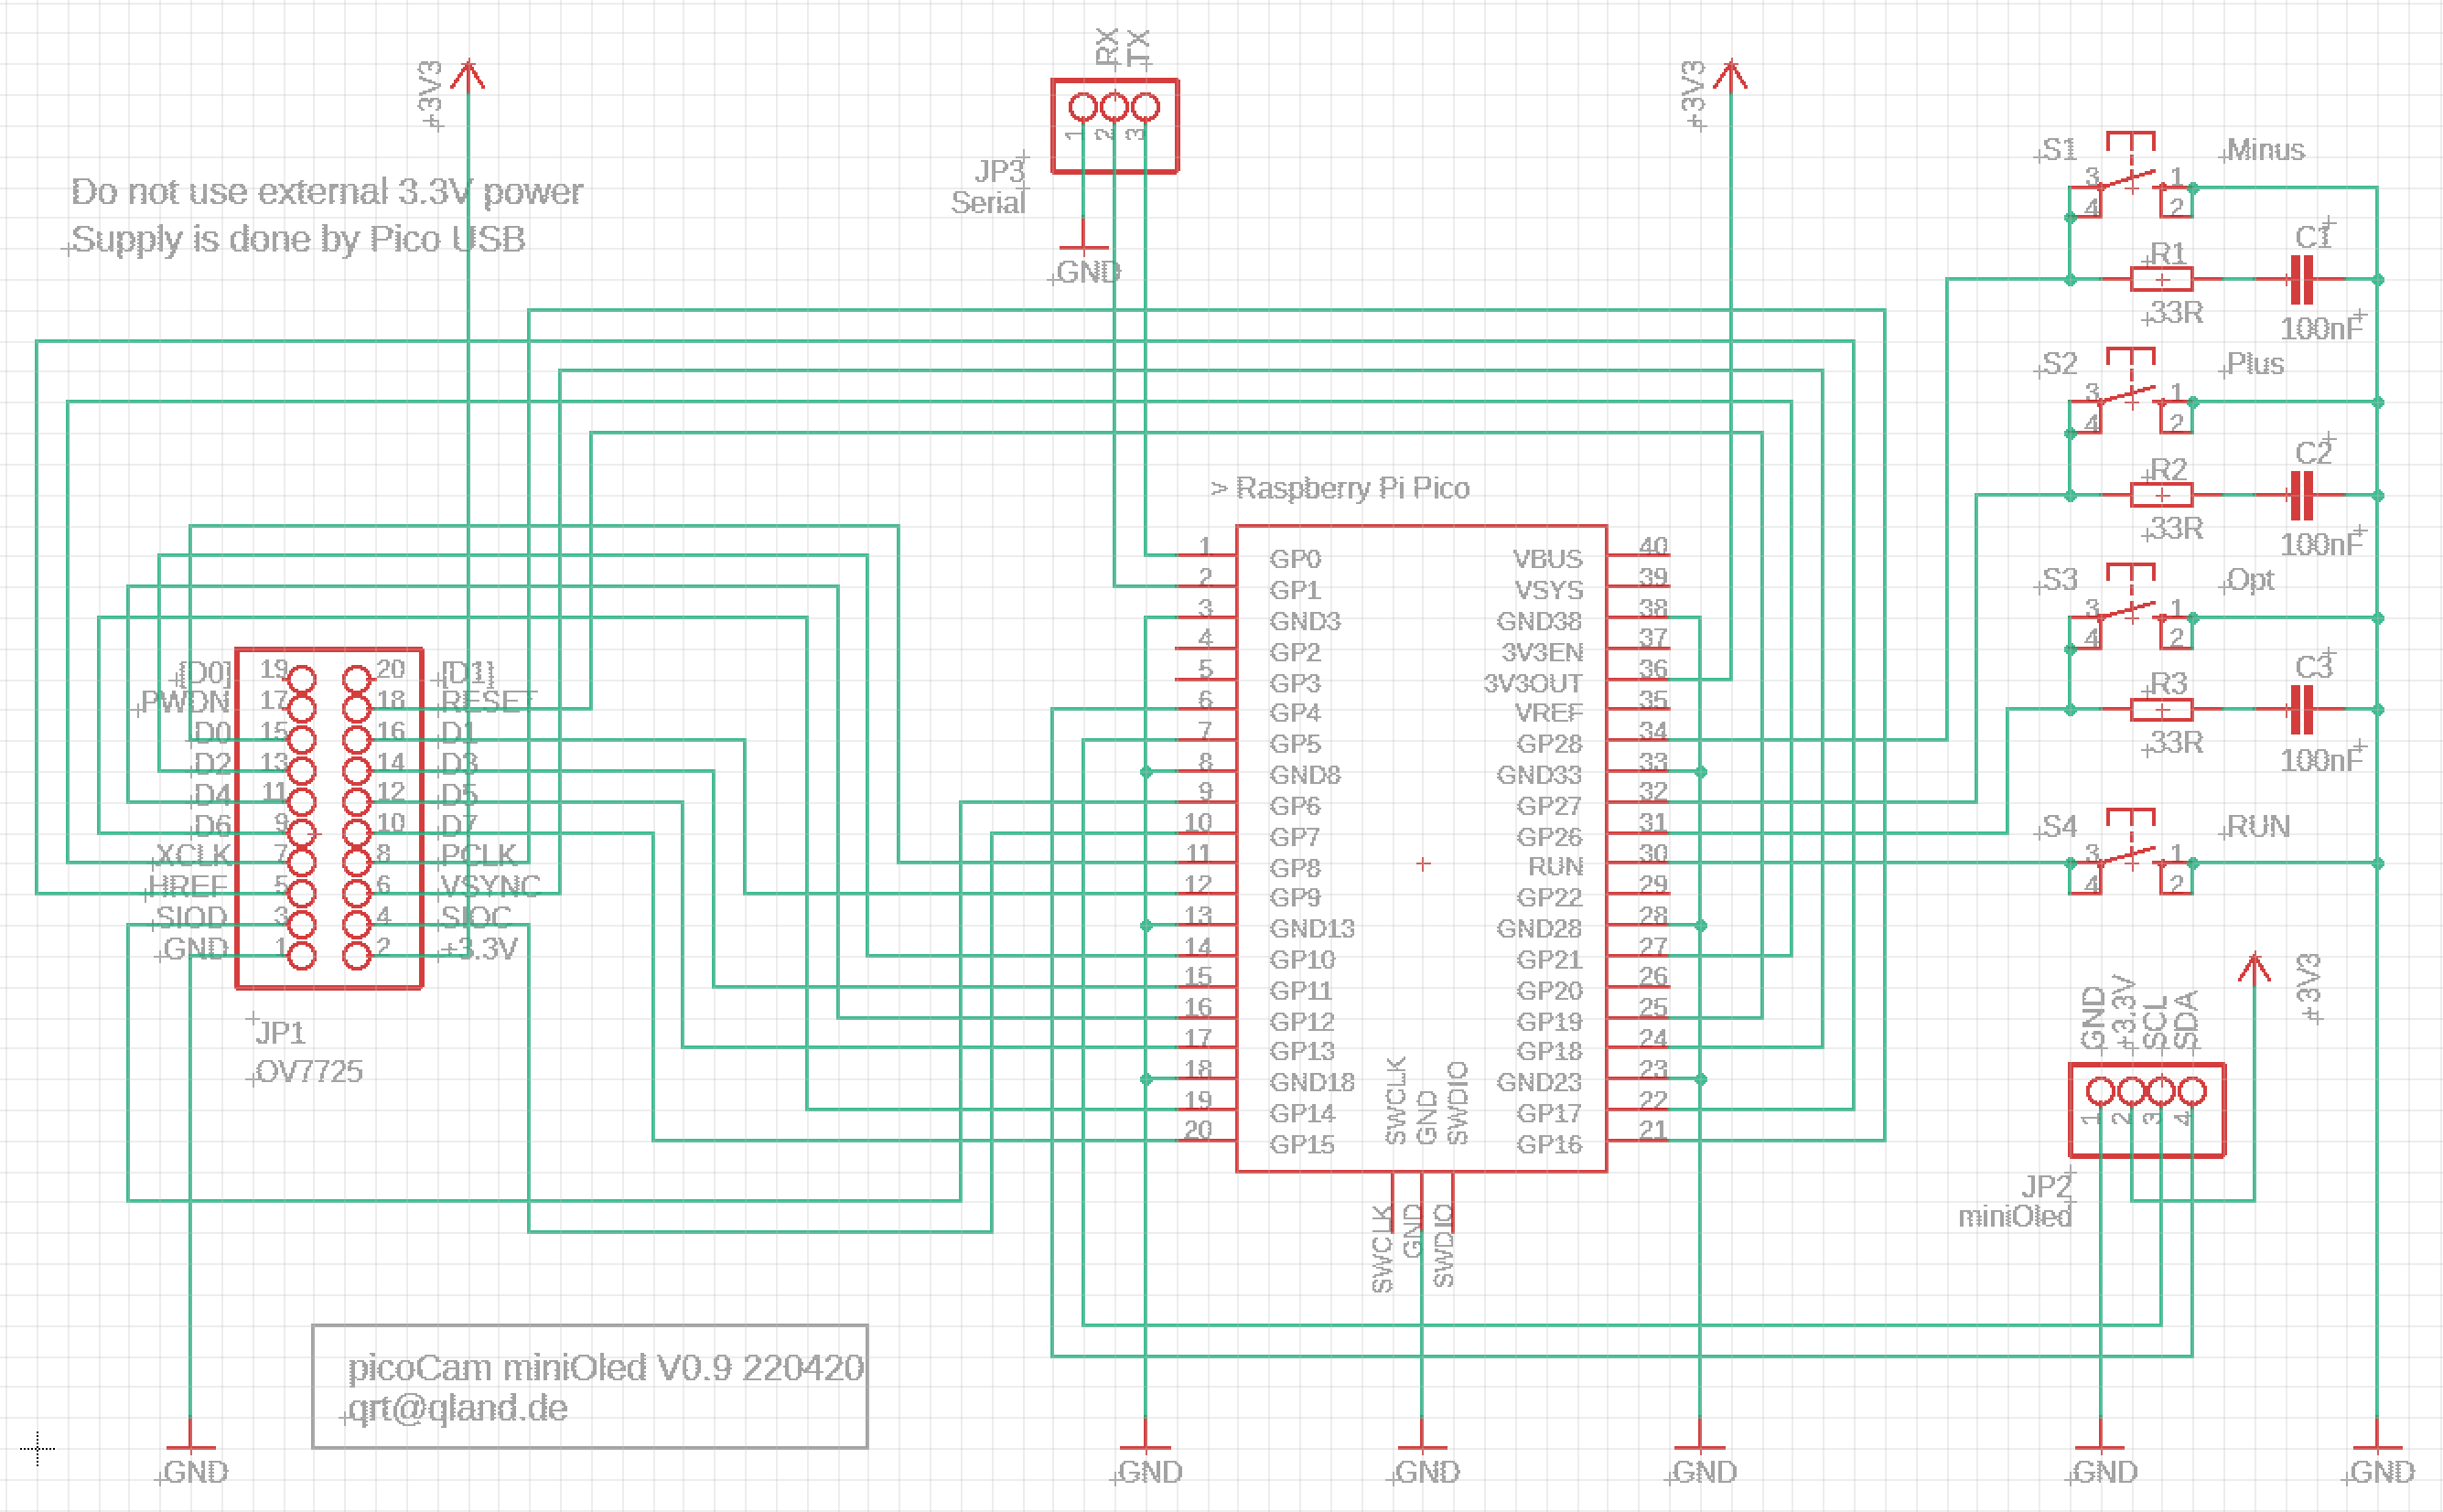 RX
TX
+3V3
+3V3
1
2
3
JP3
Serial
GND
Do not use external 3.3V power
Supply is done by Pico USB
S1
Minus
3
1
4
2
R1
33R
C1
100nF
S2
Plus
3
1
4
2
R2
33R
C2
100nF
S3
Opt
3
1
4
2
R3
33R
C3
100nF
S4
RUN
3
1
4
2
> Raspberry Pi Pico
1 GP0 VBUS 40
2 GP1 VSYS 39
3 GND3 GND38 38
4 GP2 3V3EN 37
5 GP3 3V3OUT 36
6 GP4 VREF 35
7 GP5 GP28 34
8 GND8 GND33 33
9 GP6 GP27 32
10 GP7 GP26 31
11 GP8 RUN 30
12 GP9 GP22 29
13 GND13 GND28 28
14 GP10 GP21 27
15 GP11 GP20 26
16 GP12 GP19 25
17 GP13 GP18 24
18 GND18 GND23 23
19 GP14 GP17 22
20 GP15 GP16 21
SWCLK
GND
SWDIO
SWCLK
GND
SWDIO
[D0] 19 20 [D1]
PWDN 17 18 RESET
D0 15 16 D1
D2 13 14 D3
D4 11 12 D5
D6 9 10 D7
XCLK 7 8 PCLK
HREF 5 6 VSYNC
SIOD 3 4 SIOC
GND 1 2 +3.3V
JP1
OV7725
GND
+3.3V
SCL
SDA
+3V3
1
2
3
4
JP2
miniOled
picoCam miniOled V0.9 220420
qrt@qland.de
GND
GND
GND
GND
GND
GND